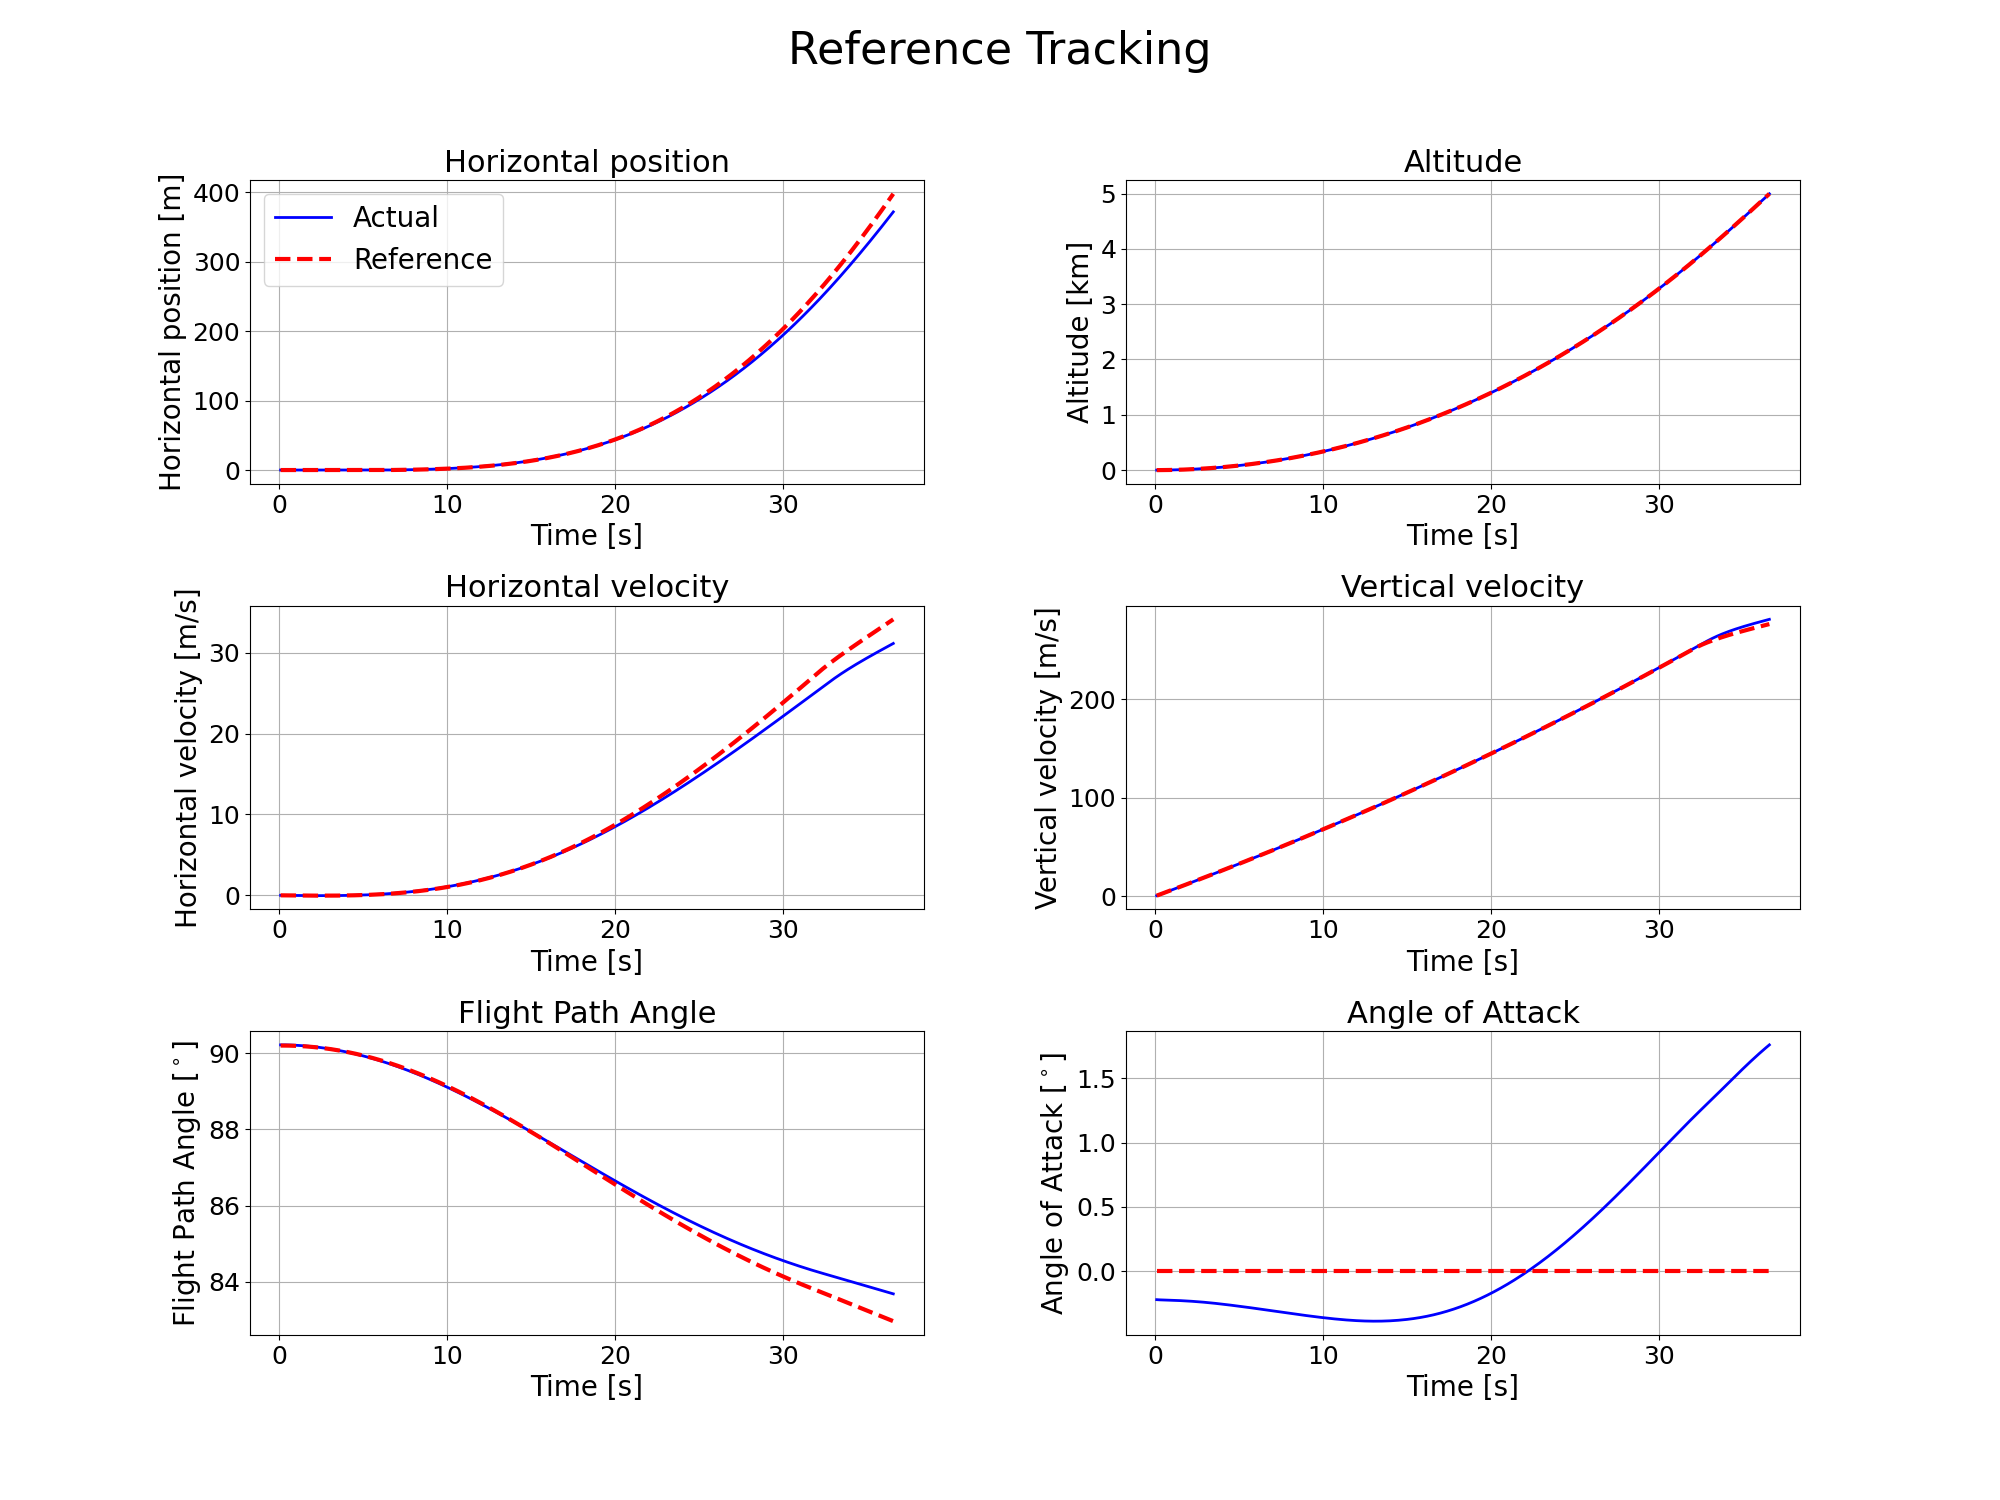 Reference Tracking
Horizontal position
Horizontal position [m]
400
300
200
100
0
Actual
Reference
0 10 20 30
Time [s]
Altitude
Altitude [km]
5
4
3
2
1
0
0 10 20 30
Time [s]
Horizontal velocity
Horizontal velocity [m/s]
30
20
10
0
0 10 20 30
Time [s]
Vertical velocity
Vertical velocity [m/s]
200
100
0
0 10 20 30
Time [s]
Flight Path Angle
Flight Path Angle [°]
90
88
86
84
0 10 20 30
Time [s]
Angle of Attack
Angle of Attack [°]
1.5
1.0
0.5
0.0
0 10 20 30
Time [s]